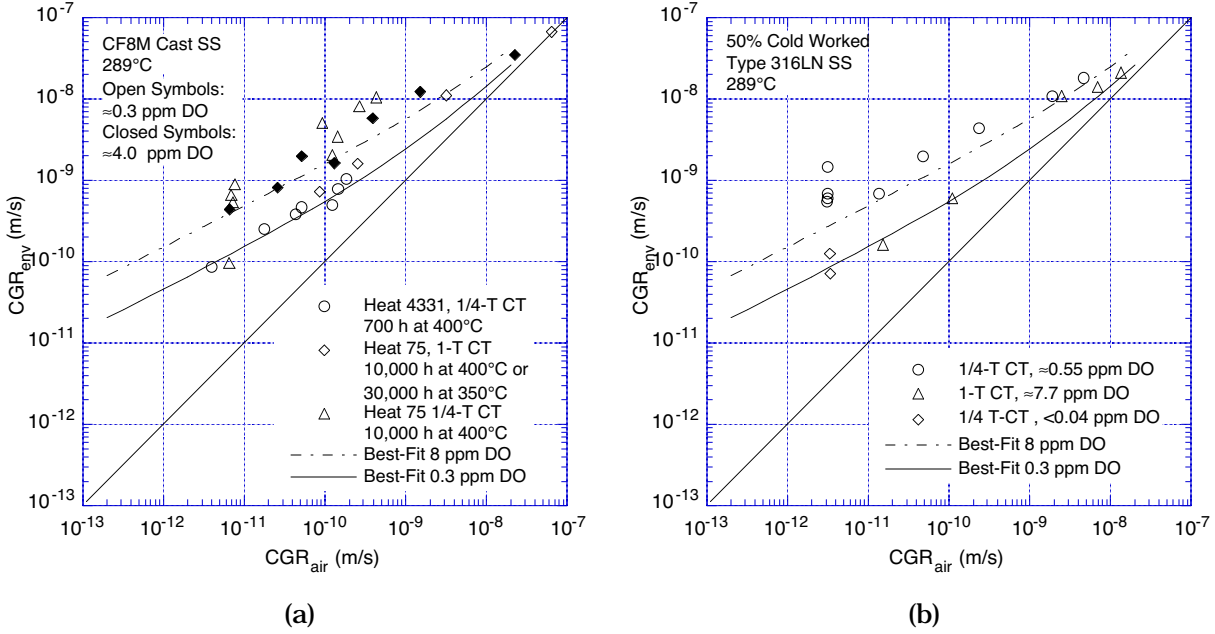 CF8M Cast SS
289°C
Open Symbols:
≈0.3 ppm DO
Closed Symbols:
≈4.0 ppm DO
Heat 4331, 1/4-T CT
700 h at 400°C
Heat 75, 1-T CT
10,000 h at 400°C or
30,000 h at 350°C
Heat 75 1/4-T CT
10,000 h at 400°C
Best-Fit 8 ppm DO
Best-Fit 0.3 ppm DO
CGRenv (m/s)
10-7
10-8
10-9
10-10
10-11
10-12
10-13
10-13 10-12 10-11 10-10 10-9 10-8 10-7
CGRair (m/s)
(a)
50% Cold Worked
Type 316LN SS
289°C
1/4-T CT, ≈0.55 ppm DO
1-T CT, ≈7.7 ppm DO
1/4 T-CT , <0.04 ppm DO
Best-Fit 8 ppm DO
Best-Fit 0.3 ppm DO
CGRenv (m/s)
10-7
10-8
10-9
10-10
10-11
10-12
10-13
10-13 10-12 10-11 10-10 10-9 10-8 10-7
CGRair (m/s)
(b)